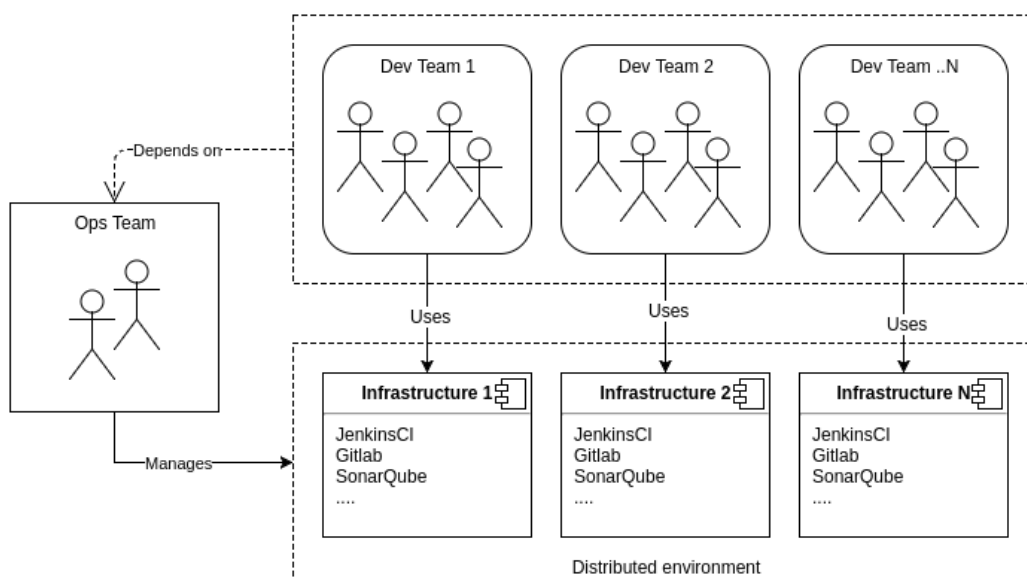 Dev Team 1
Dev Team 2
Dev Team ..N
Depends on
Ops Team
Uses
Uses
Uses
Infrastructure 1
JenkinsCI
Gitlab
SonarQube
....
Infrastructure 2
JenkinsCI
Gitlab
SonarQube
....
Infrastructure N
JenkinsCI
Gitlab
SonarQube
....
Manages
Distributed environment